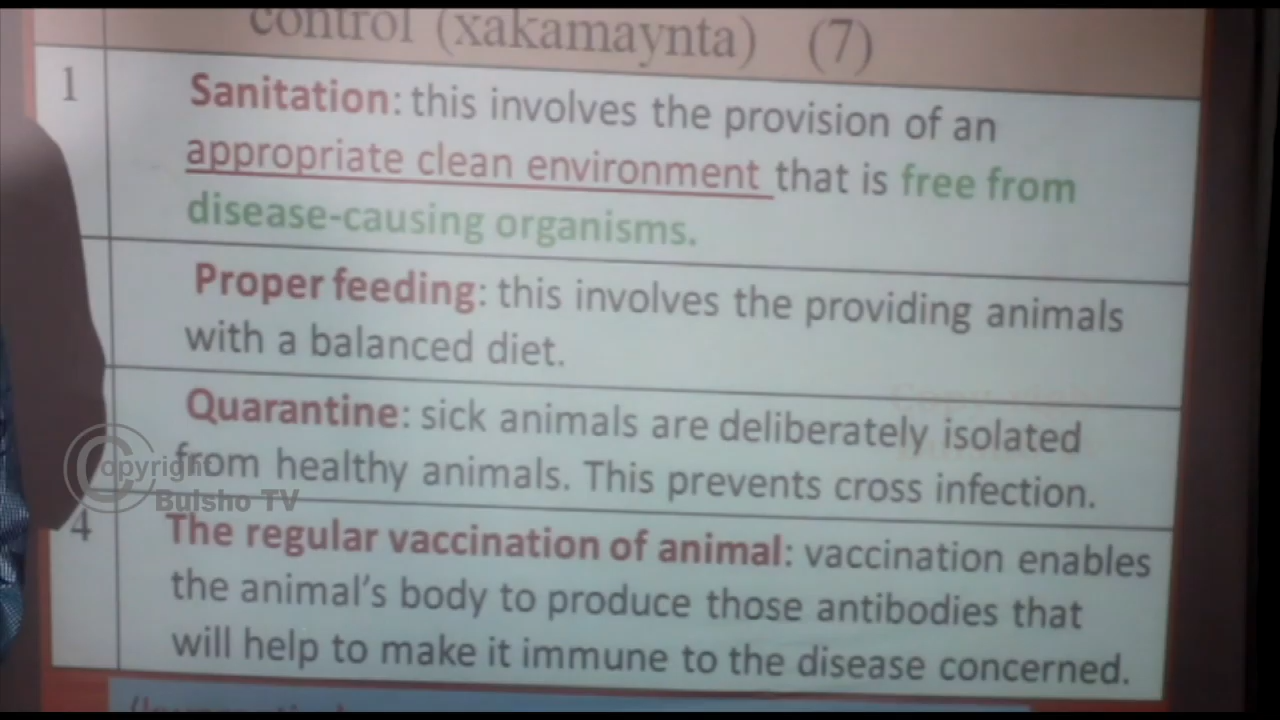 control (xakamaynta) (7)
1
Sanitation: this involves the provision of an
appropriate clean environment that is free from
disease-causing organisms.
Proper feeding: this involves the providing animals
with a balanced diet.
Quarantine: sick animals are deliberately isolated
from healthy animals. This prevents cross infection.
Copyright
Bulsho TV
4
The regular vaccination of animal: vaccination enables
the animal's body to produce those antibodies that
will help to make it immune to the disease concerned.